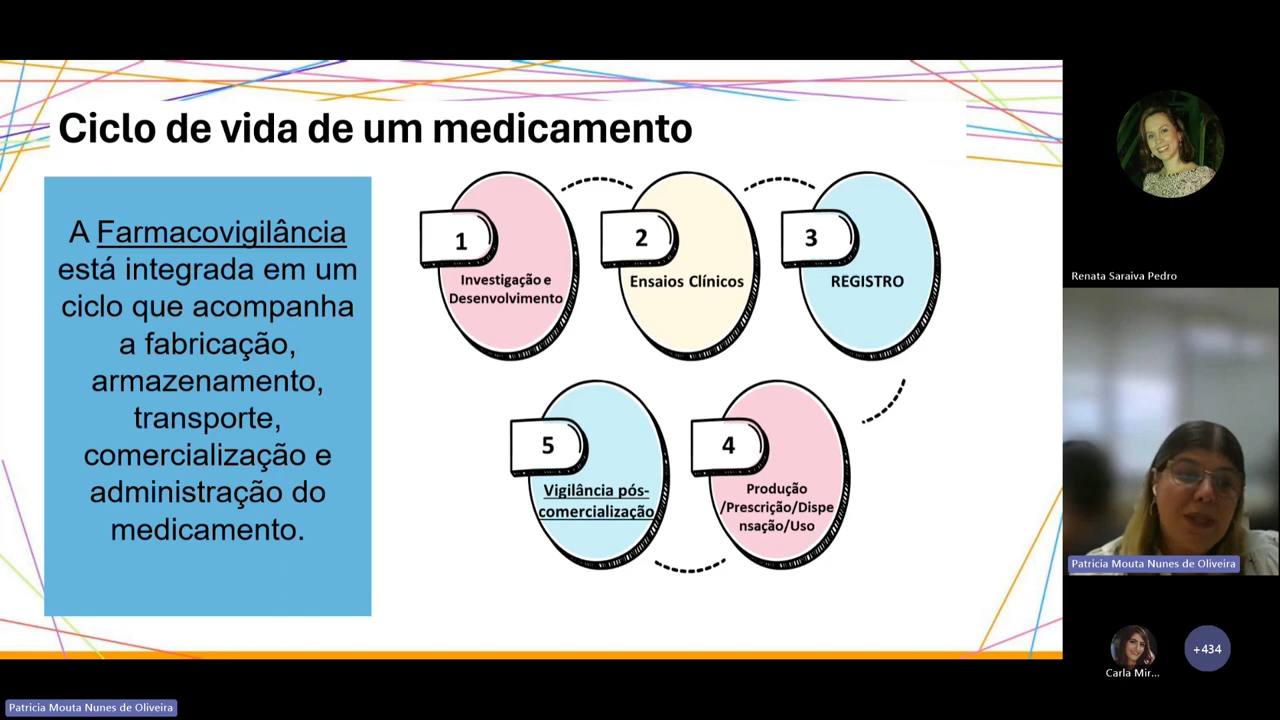 Ciclo de vida de um medicamento
A Farmacovigilância
está integrada em um
ciclo que acompanha
a fabricação,
armazenamento,
transporte,
comercialização e
administração do
medicamento.
1
Investigação e
Desenvolvimento
2
Ensaios Clínicos
3
REGISTRO
4
Produção
/Prescrição/Dispe
nsação/Uso
5
Vigilância pós-
comercialização
Renata Saraiva Pedro
Patricia Mouta Nunes de Oliveira
Carla Mir...
+434
Patricia Mouta Nunes de Oliveira